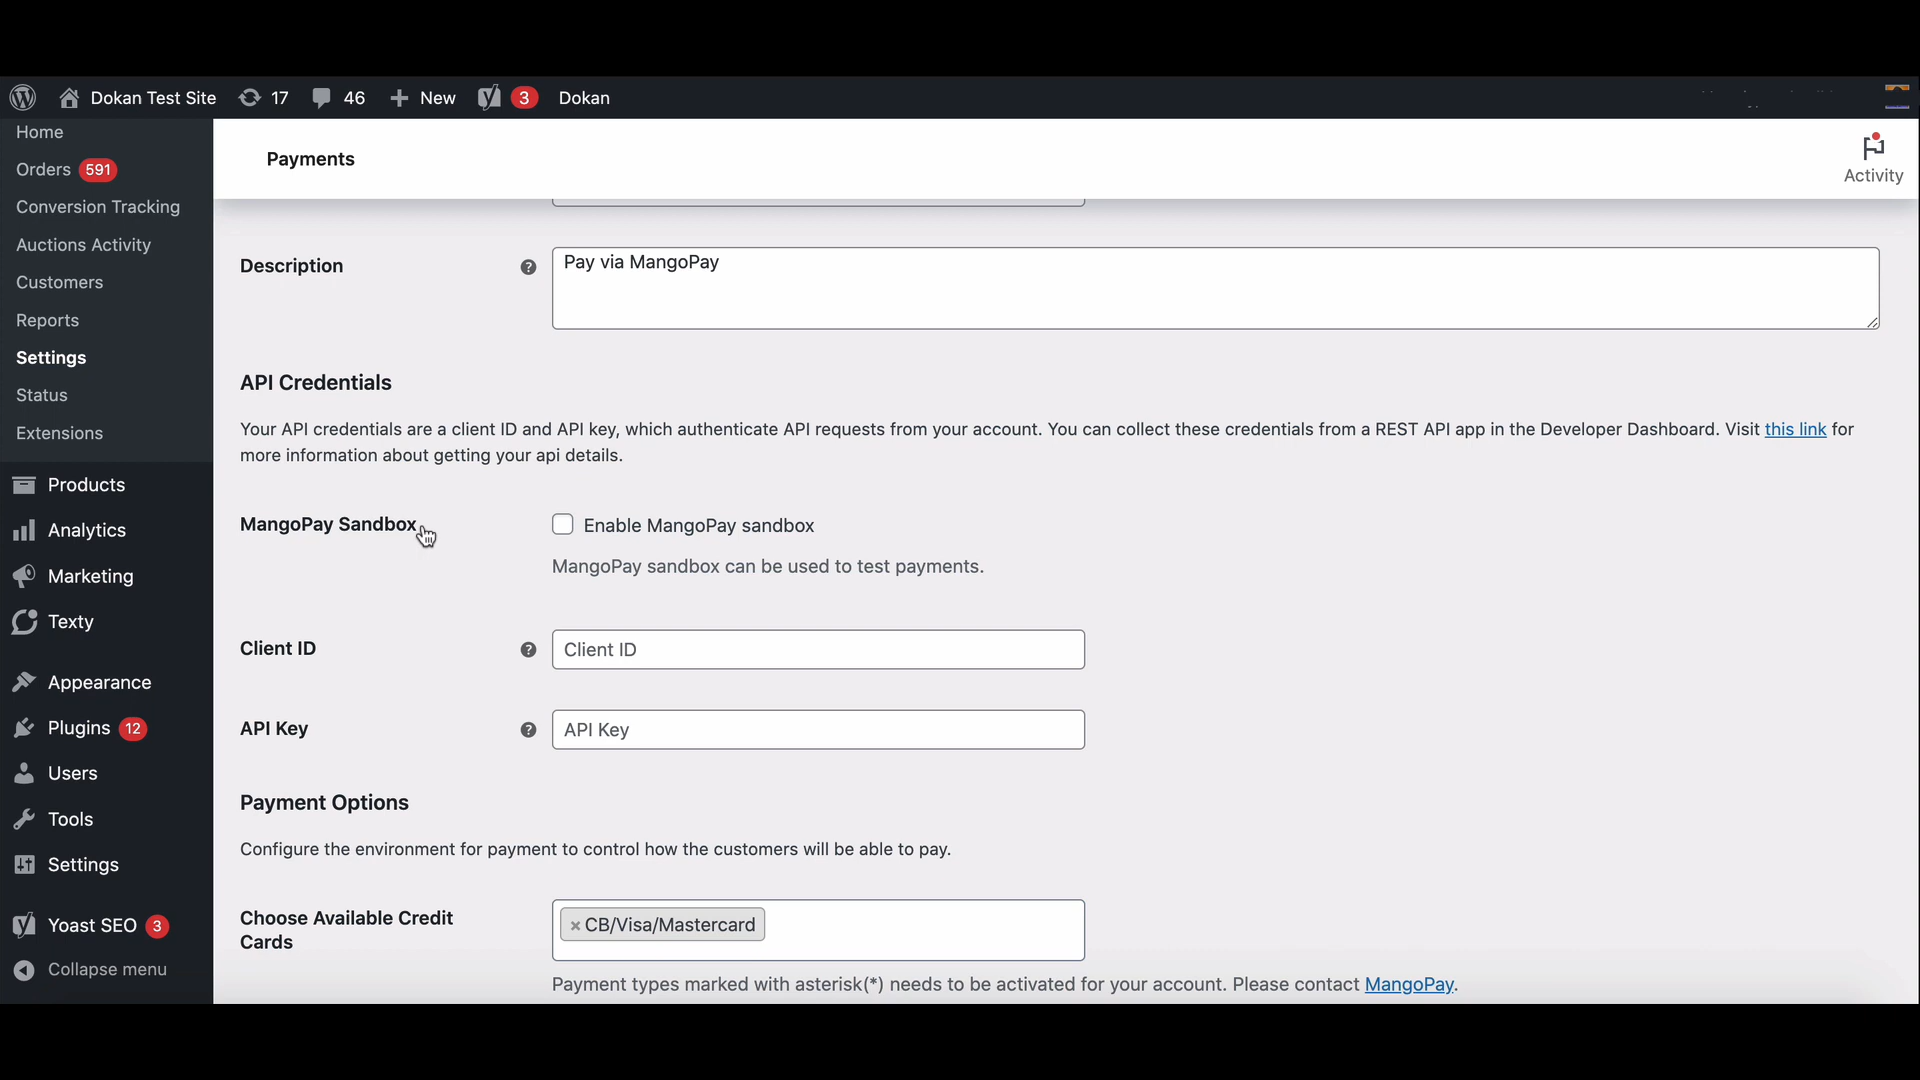 Dokan Test Site 17 46 New 3 Dokan
Home
Orders 591
Conversion Tracking
Auctions Activity
Customers
Reports
Settings
Status
Extensions
Products
Analytics
Marketing
Texty
Appearance
Plugins 12
Users
Tools
Settings
Yoast SEO 3
Collapse menu
Payments
Activity
Description
Pay via MangoPay
API Credentials
Your API credentials are a client ID and API key, which authenticate API requests from your account. You can collect these credentials from a REST API app in the Developer Dashboard. Visit this link for
more information about getting your api details.
MangoPay Sandbox
Enable MangoPay sandbox
MangoPay sandbox can be used to test payments.
Client ID
Client ID
API Key
API Key
Payment Options
Configure the environment for payment to control how the customers will be able to pay.
Choose Available Credit
Cards
×CB/Visa/Mastercard
Payment types marked with asterisk(*) needs to be activated for your account. Please contact MangoPay.